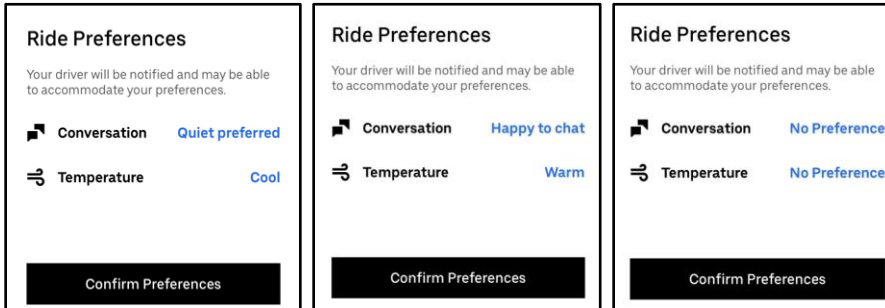 Ride Preferences
Your driver will be notified and may be able
to accommodate your preferences.
Conversation Quiet preferred
Temperature Cool
Confirm Preferences
Ride Preferences
Your driver will be notified and may be able
to accommodate your preferences.
Conversation Happy to chat
Temperature Warm
Confirm Preferences
Ride Preferences
Your driver will be notified and may be able
to accommodate your preferences.
Conversation No Preference
Temperature No Preference
Confirm Preferences